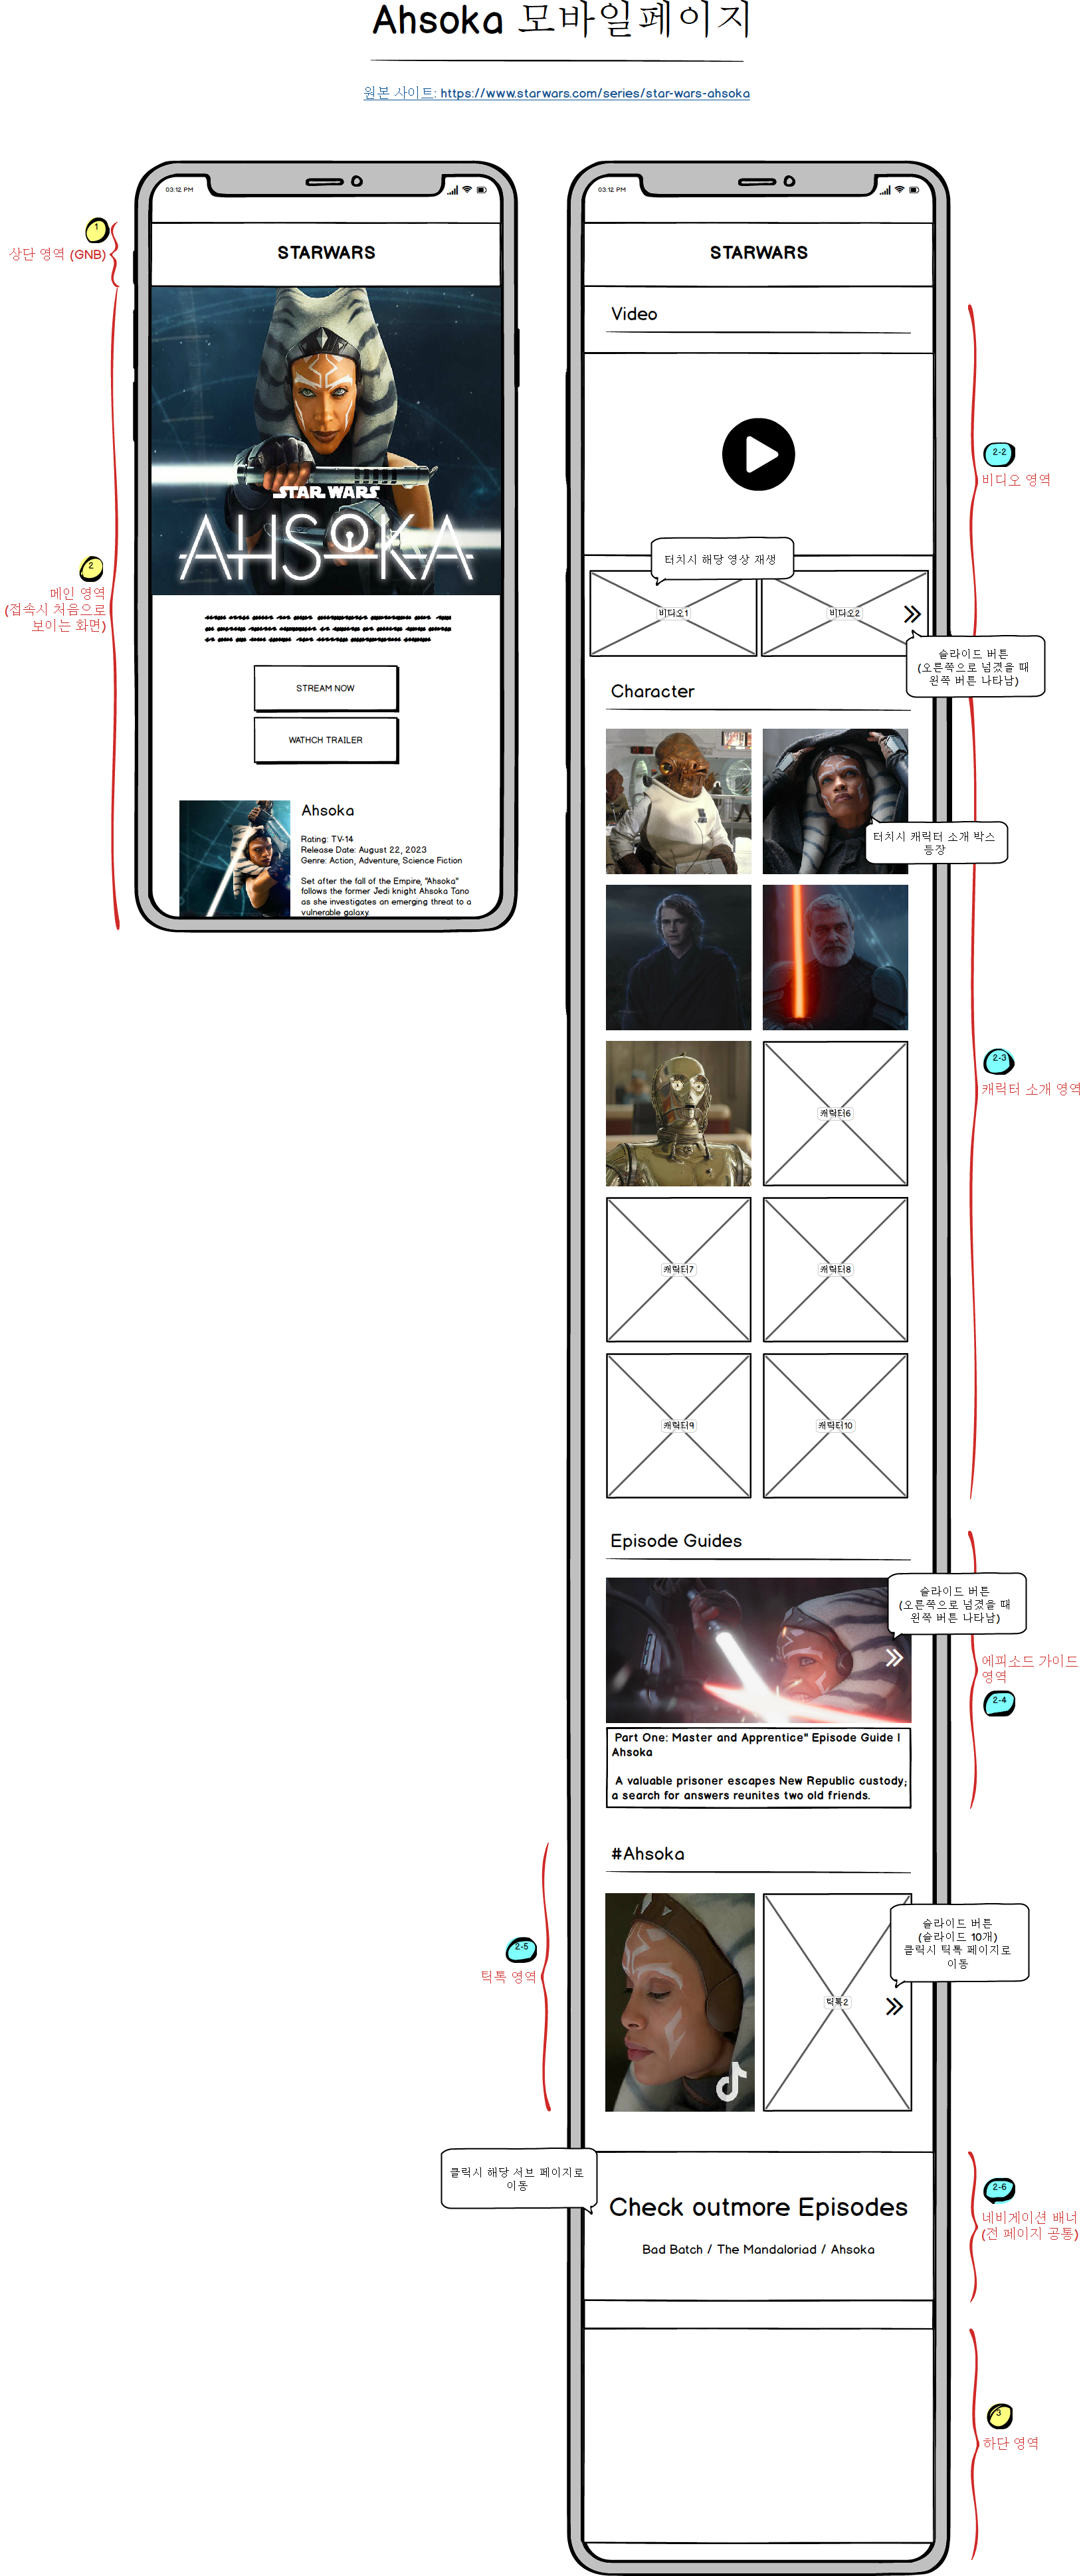 Ahsoka 모바일페이지
원본 사이트: https://www.starwars.com/series/star-wars-ahsoka
03:12 PM
1
상단 영역 (GNB)
STARWARS
STAR WARS
AHSOKA
2
메인 영역
(접속시 처음으로
보이는 화면)
STREAM NOW
WATHCH TRAILER
Ahsoka
Rating: TV-14
Release Date: August 22, 2023
Genre: Action, Adventure, Science Fiction
Set after the fall of the Empire, "Ahsoka"
follows the former Jedi knight Ahsoka Tano
as she investigates an emerging threat to a
vulnerable galaxy.
03:12 PM
STARWARS
Video
2-2
비디오 영역
터치시 해당 영상 재생
비디오1
비디오2
슬라이드 버튼
(오른쪽으로 넘겼을 때
왼쪽 버튼 나타남)
Character
터치시 캐릭터 소개 박스
등장
2-3
캐릭터 소개 영역
캐릭터6
캐릭터7
캐릭터8
캐릭터9
캐릭터10
Episode Guides
슬라이드 버튼
(오른쪽으로 넘겼을 때
왼쪽 버튼 나타남)
에피소드 가이드
영역
2-4
Part One: Master and Apprentice" Episode Guide |
Ahsoka
A valuable prisoner escapes New Republic custody;
a search for answers reunites two old friends.
#Ahsoka
2-5
틱톡 영역
틱톡2
슬라이드 버튼
(슬라이드 10개)
클릭시 틱톡 페이지로
이동
클릭시 해당 서브 페이지로
이동
Check outmore Episodes
Bad Batch / The Mandaloriad / Ahsoka
2-6
네비게이션 배너
(전 페이지 공통)
3
하단 영역